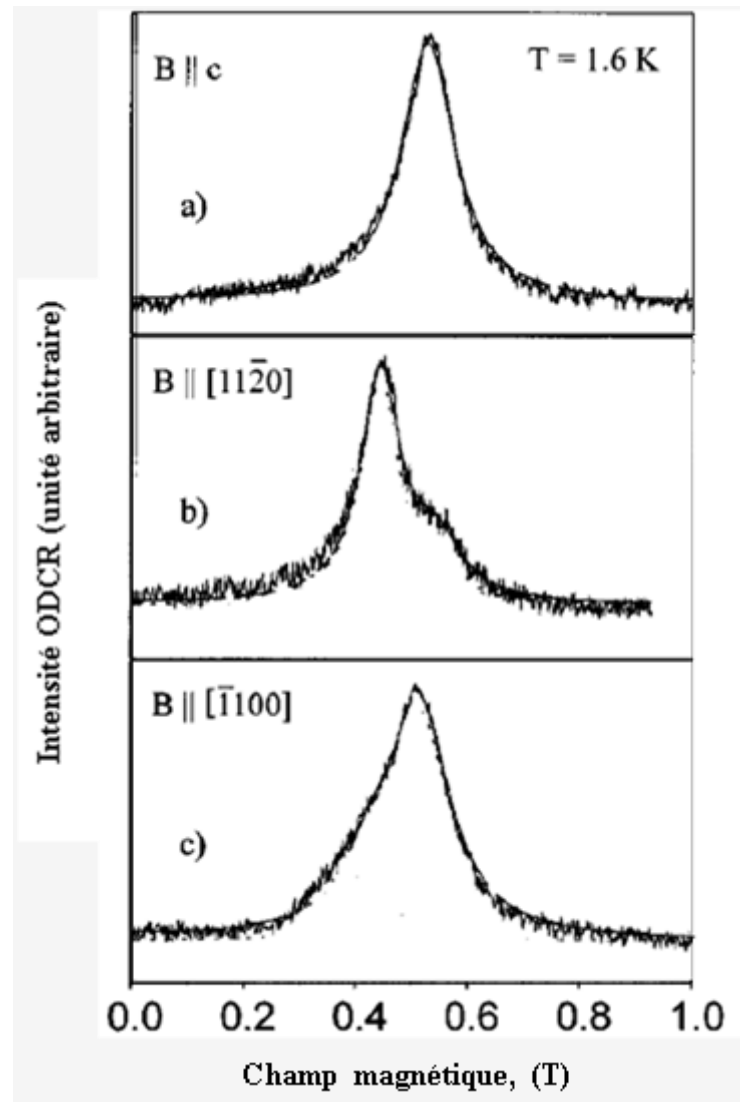 B || c
T = 1.6 K
a)
B || [112̄0]
b)
B || [1̄100]
c)
Intensité ODCR (unité arbitraire)
0.0 0.2 0.4 0.6 0.8 1.0
Champ magnétique, (T)